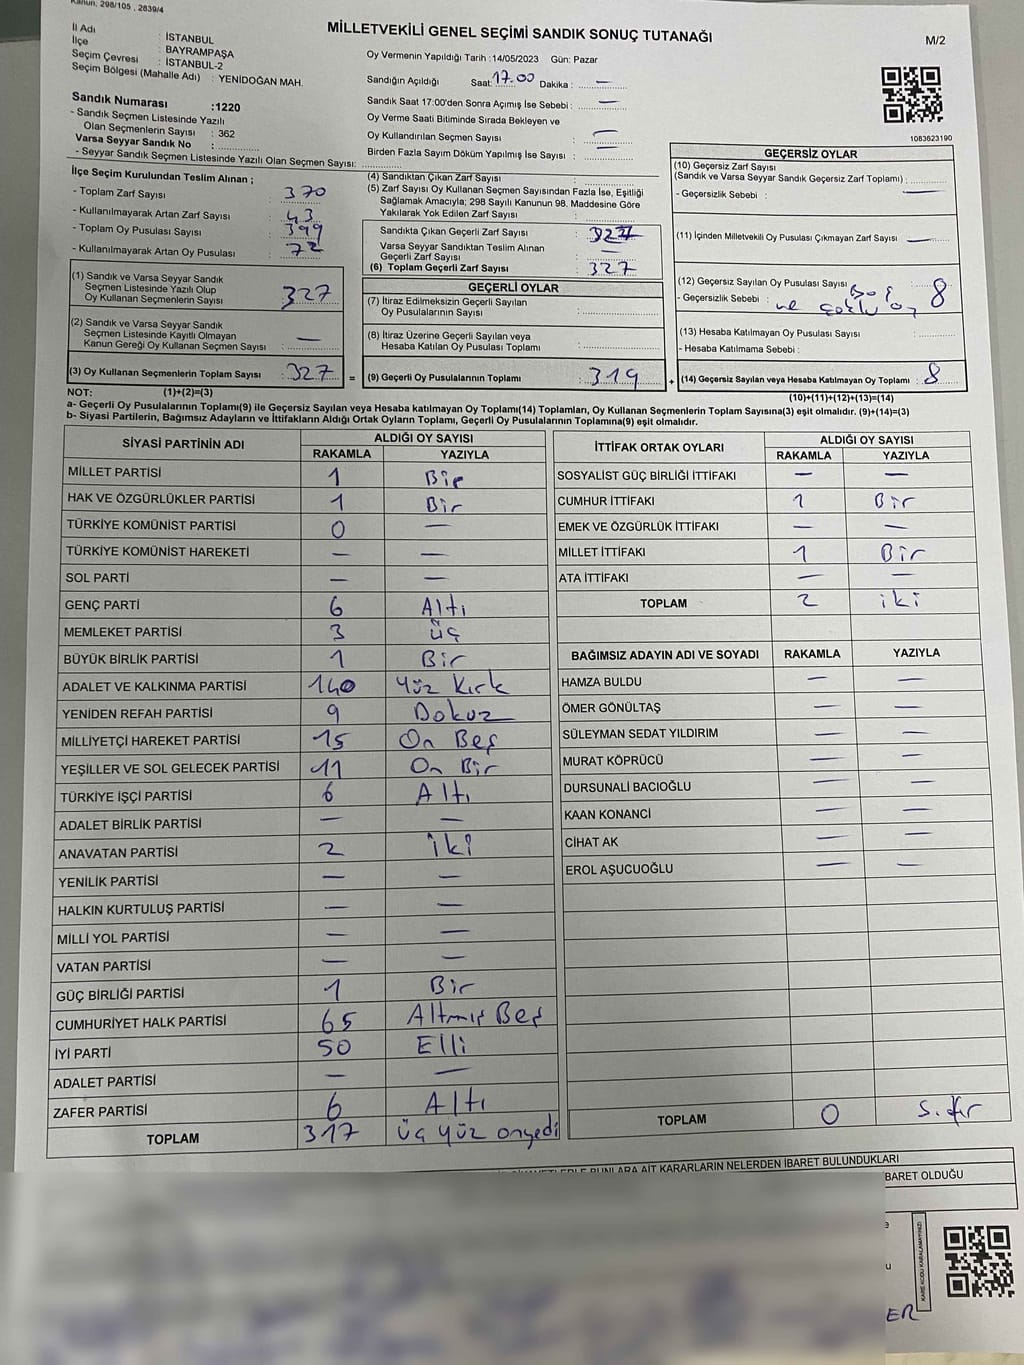 Kanun, 298/105 , 2839/4
MİLLETVEKİLİ GENEL SEÇİMİ SANDIK SONUÇ TUTANAĞI
M/2
İl Adı : İSTANBUL
İlçe : BAYRAMPAŞA
Seçim Çevresi : İSTANBUL-2
Seçim Bölgesi (Mahalle Adı) : YENİDOĞAN MAH.
Sandık Numarası :1220
- Sandık Seçmen Listesinde Yazılı
Olan Seçmenlerin Sayısı : 362
Varsa Seyyar Sandık No :
- Seyyar Sandık Seçmen Listesinde Yazılı Olan Seçmen Sayısı:
Oy Vermenin Yapıldığı Tarih :14/05/2023 Gün: Pazar
Sandığın Açıldığı Saat: 17.00 Dakika : —
Sandık Saat 17:00'den Sonra Açılmış İse Sebebi : —
Oy Verme Saati Bitiminde Sırada Bekleyen ve
Oy Kullandırılan Seçmen Sayısı : —
Birden Fazla Sayım Döküm Yapılmış İse Sayısı : —
1083623190
İlçe Seçim Kurulundan Teslim Alınan ;
- Toplam Zarf Sayısı : 370
- Kullanılmayarak Artan Zarf Sayısı : 43
- Toplam Oy Pusulası Sayısı : 399
- Kullanılmayarak Artan Oy Pusulası : 72
(1) Sandık ve Varsa Seyyar Sandık
Seçmen Listesinde Yazılı Olup
Oy Kullanan Seçmenlerin Sayısı : 327
(2) Sandık ve Varsa Seyyar Sandık
Seçmen Listesinde Kayıtlı Olmayan
Kanun Gereği Oy Kullanan Seçmen Sayısı : —
(3) Oy Kullanan Seçmenlerin Toplam Sayısı : 327
(4) Sandıktan Çıkan Zarf Sayısı :
(5) Zarf Sayısı Oy Kullanan Seçmen Sayısından Fazla İse, Eşitliği
Sağlamak Amacıyla; 298 Sayılı Kanunun 98. Maddesine Göre
Yakılarak Yok Edilen Zarf Sayısı :
Sandıkta Çıkan Geçerli Zarf Sayısı : 327
Varsa Seyyar Sandıktan Teslim Alınan
Geçerli Zarf Sayısı : —
(6) Toplam Geçerli Zarf Sayısı : 327
GEÇERLİ OYLAR
(7) İtiraz Edilmeksizin Geçerli Sayılan
Oy Pusulalarının Sayısı :
(8) İtiraz Üzerine Geçerli Sayılan veya
Hesaba Katılan Oy Pusulası Toplamı :
= (9) Geçerli Oy Pusulalarının Toplamı : 319
GEÇERSİZ OYLAR
(10) Geçersiz Zarf Sayısı
(Sandık ve Varsa Seyyar Sandık Geçersiz Zarf Toplamı) :
- Geçersizlik Sebebi :
(11) İçinden Milletvekili Oy Pusulası Çıkmayan Zarf Sayısı : —
(12) Geçersiz Sayılan Oy Pusulası Sayısı : 8
- Geçersizlik Sebebi : Boş
ve çoklu oy
(13) Hesaba Katılmayan Oy Pusulası Sayısı :
- Hesaba Katılmama Sebebi :
+ (14) Geçersiz Sayılan veya Hesaba Katılmayan Oy Toplamı : 8
NOT: (1)+(2)=(3)
(10)+(11)+(12)+(13)=(14)
a- Geçerli Oy Pusulalarının Toplamı(9) ile Geçersiz Sayılan veya Hesaba katılmayan Oy Toplamı(14) Toplamları, Oy Kullanan Seçmenlerin Toplam Sayısına(3) eşit olmalıdır. (9)+(14)=(3)
b- Siyasi Partilerin, Bağımsız Adayların ve İttifakların Aldığı Ortak Oyların Toplamı, Geçerli Oy Pusulalarının Toplamına(9) eşit olmalıdır.
SİYASİ PARTİNİN ADI ALDIĞI OY SAYISI
RAKAMLA YAZIYLA
MİLLET PARTİSİ 1 Bir
HAK VE ÖZGÜRLÜKLER PARTİSİ 1 Bir
TÜRKİYE KOMÜNİST PARTİSİ 0 —
TÜRKİYE KOMÜNİST HAREKETİ — —
SOL PARTİ — —
GENÇ PARTİ 6 Altı
MEMLEKET PARTİSİ 3 üç
BÜYÜK BİRLİK PARTİSİ 1 Bir
ADALET VE KALKINMA PARTİSİ 140 Yüz Kırk
YENİDEN REFAH PARTİSİ 9 Dokuz
MİLLİYETÇİ HAREKET PARTİSİ 15 On Beş
YEŞİLLER VE SOL GELECEK PARTİSİ 11 On Bir
TÜRKİYE İŞÇİ PARTİSİ 6 Altı
ADALET BİRLİK PARTİSİ — —
ANAVATAN PARTİSİ 2 iki
YENİLİK PARTİSİ — —
HALKIN KURTULUŞ PARTİSİ — —
MİLLİ YOL PARTİSİ — —
VATAN PARTİSİ — —
GÜÇ BİRLİĞİ PARTİSİ 1 Bir
CUMHURİYET HALK PARTİSİ 65 Altmış Beş
İYİ PARTİ 50 Elli
ADALET PARTİSİ — —
ZAFER PARTİSİ 6 Altı
TOPLAM 317 üç yüz onyedi
İTTİFAK ORTAK OYLARI ALDIĞI OY SAYISI
RAKAMLA YAZIYLA
SOSYALİST GÜÇ BİRLİĞİ İTTİFAKI — —
CUMHUR İTTİFAKI 1 Bir
EMEK VE ÖZGÜRLÜK İTTİFAKI — —
MİLLET İTTİFAKI 1 Bir
ATA İTTİFAKI — —
TOPLAM 2 iki
BAĞIMSIZ ADAYIN ADI VE SOYADI RAKAMLA YAZIYLA
HAMZA BULDU — —
ÖMER GÖNÜLTAŞ — —
SÜLEYMAN SEDAT YILDIRIM — —
MURAT KÖPRÜCÜ — —
DURSUNALİ BACIOĞLU — —
KAAN KONANCİ — —
CİHAT AK — —
EROL AŞUCUOĞLU — —
TOPLAM 0 Sıfır
BUNLARA AİT KARARLARIN NELERDEN İBARET BULUNDUKLARI
BARET OLDUĞU
KARE KODU KARALAMAYINIZ!
ER